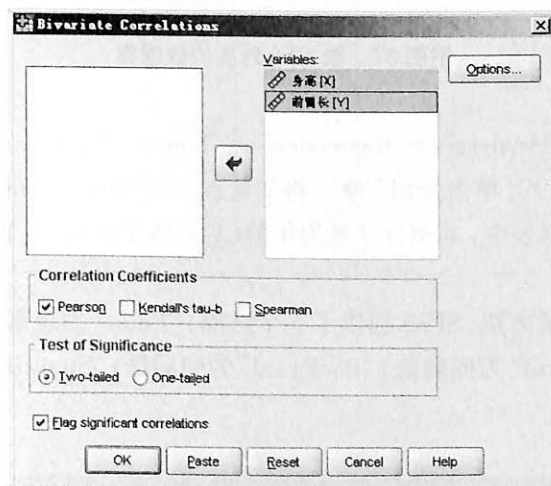 Bivariate Correlations
Variables:
身高 [X]
前臂长 [Y]
Options...
Correlation Coefficients
Pearson
Kendall's tau-b
Spearman
Test of Significance
Two-tailed
One-tailed
Flag significant correlations
OK
Paste
Reset
Cancel
Help